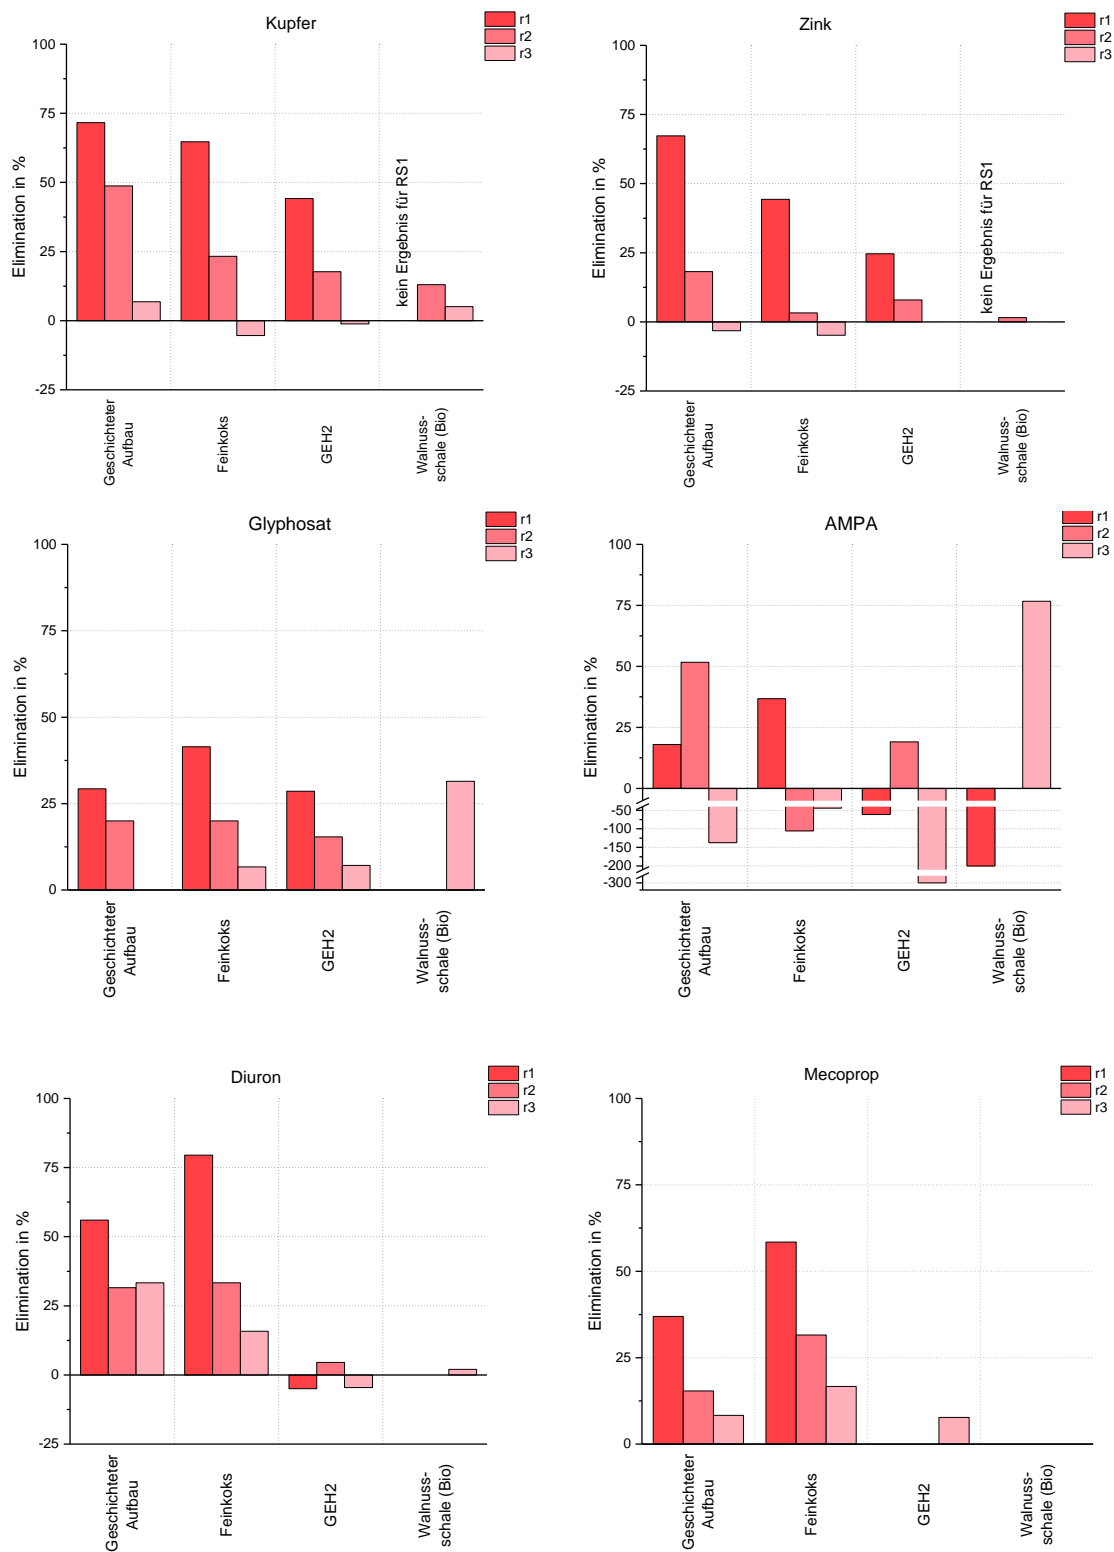 Kupfer
r1
r2
r3
Elimination in %
100
75
50
25
0
-25
kein Ergebnis für RS1
Geschichteter
Aufbau
Feinkoks
GEH2
Walnuss-
schale (Bio)
Zink
r1
r2
r3
Elimination in %
100
75
50
25
0
-25
kein Ergebnis für RS1
Geschichteter
Aufbau
Feinkoks
GEH2
Walnuss-
schale (Bio)
Glyphosat
r1
r2
r3
Elimination in %
100
75
50
25
0
Geschichteter
Aufbau
Feinkoks
GEH2
Walnuss-
schale (Bio)
AMPA
r1
r2
r3
Elimination in %
100
75
50
25
0
-50
-100
-150
-200
-300
Geschichteter
Aufbau
Feinkoks
GEH2
Walnuss-
schale (Bio)
Diuron
r1
r2
r3
Elimination in %
100
75
50
25
0
-25
Geschichteter
Aufbau
Feinkoks
GEH2
Walnuss-
schale (Bio)
Mecoprop
r1
r2
r3
Elimination in %
100
75
50
25
0
Geschichteter
Aufbau
Feinkoks
GEH2
Walnuss-
schale (Bio)